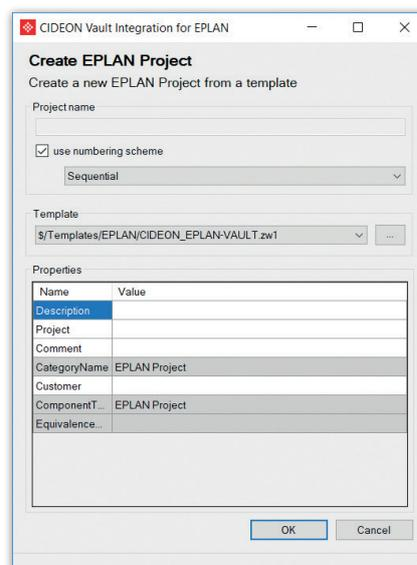 CIDEON Vault Integration for EPLAN
Create EPLAN Project
Create a new EPLAN Project from a template
Project name
use numbering scheme
Sequential
Template
$/Templates/EPLAN/CIDEON_EPLAN-VAULT.zw1
...
Properties
Name Value
Description
Project
Comment
CategoryName EPLAN Project
Customer
ComponentT... EPLAN Project
Equivalence...
OK Cancel